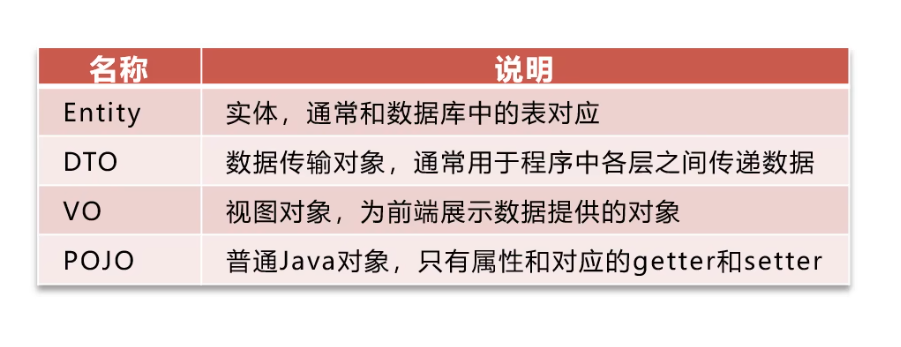 名称 说明
Entity 实体，通常和数据库中的表对应
DTO 数据传输对象，通常用于程序中各层之间传递数据
VO 视图对象，为前端展示数据提供的对象
POJO 普通Java对象，只有属性和对应的getter和setter